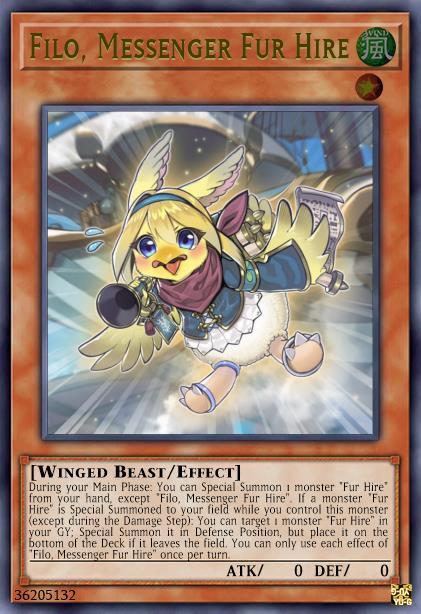 FILO, MESSENGER FUR HIRE
WIND
風
[WINGED BEAST/EFFECT]
During your Main Phase: You can Special Summon 1 monster "Fur Hire"
from your hand, except "Filo, Messenger Fur Hire". If a monster "Fur
Hire" is Special Summoned to your field while you control this monster
(except during the Damage Step): You can target 1 monster "Fur Hire" in
your GY; Special Summon it in Defense Position, but place it on the
bottom of the Deck if it leaves the field. You can only use each effect of
"Filo, Messenger Fur Hire" once per turn.
ATK/ 0 DEF/ 0
36205132